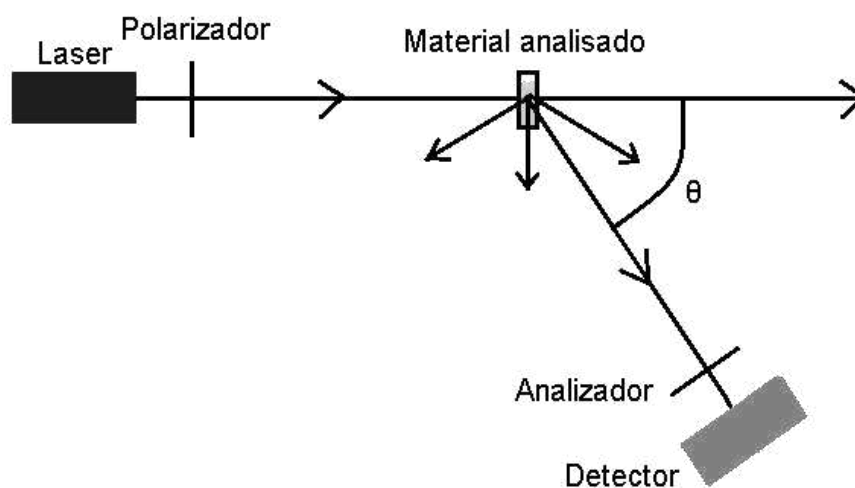 Polarizador
Laser
Material analisado
θ
Analizador
Detector